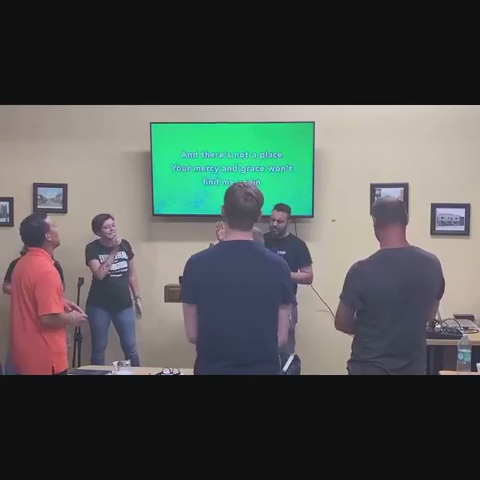 And there's not a place
Your mercy and grace won't
find me again